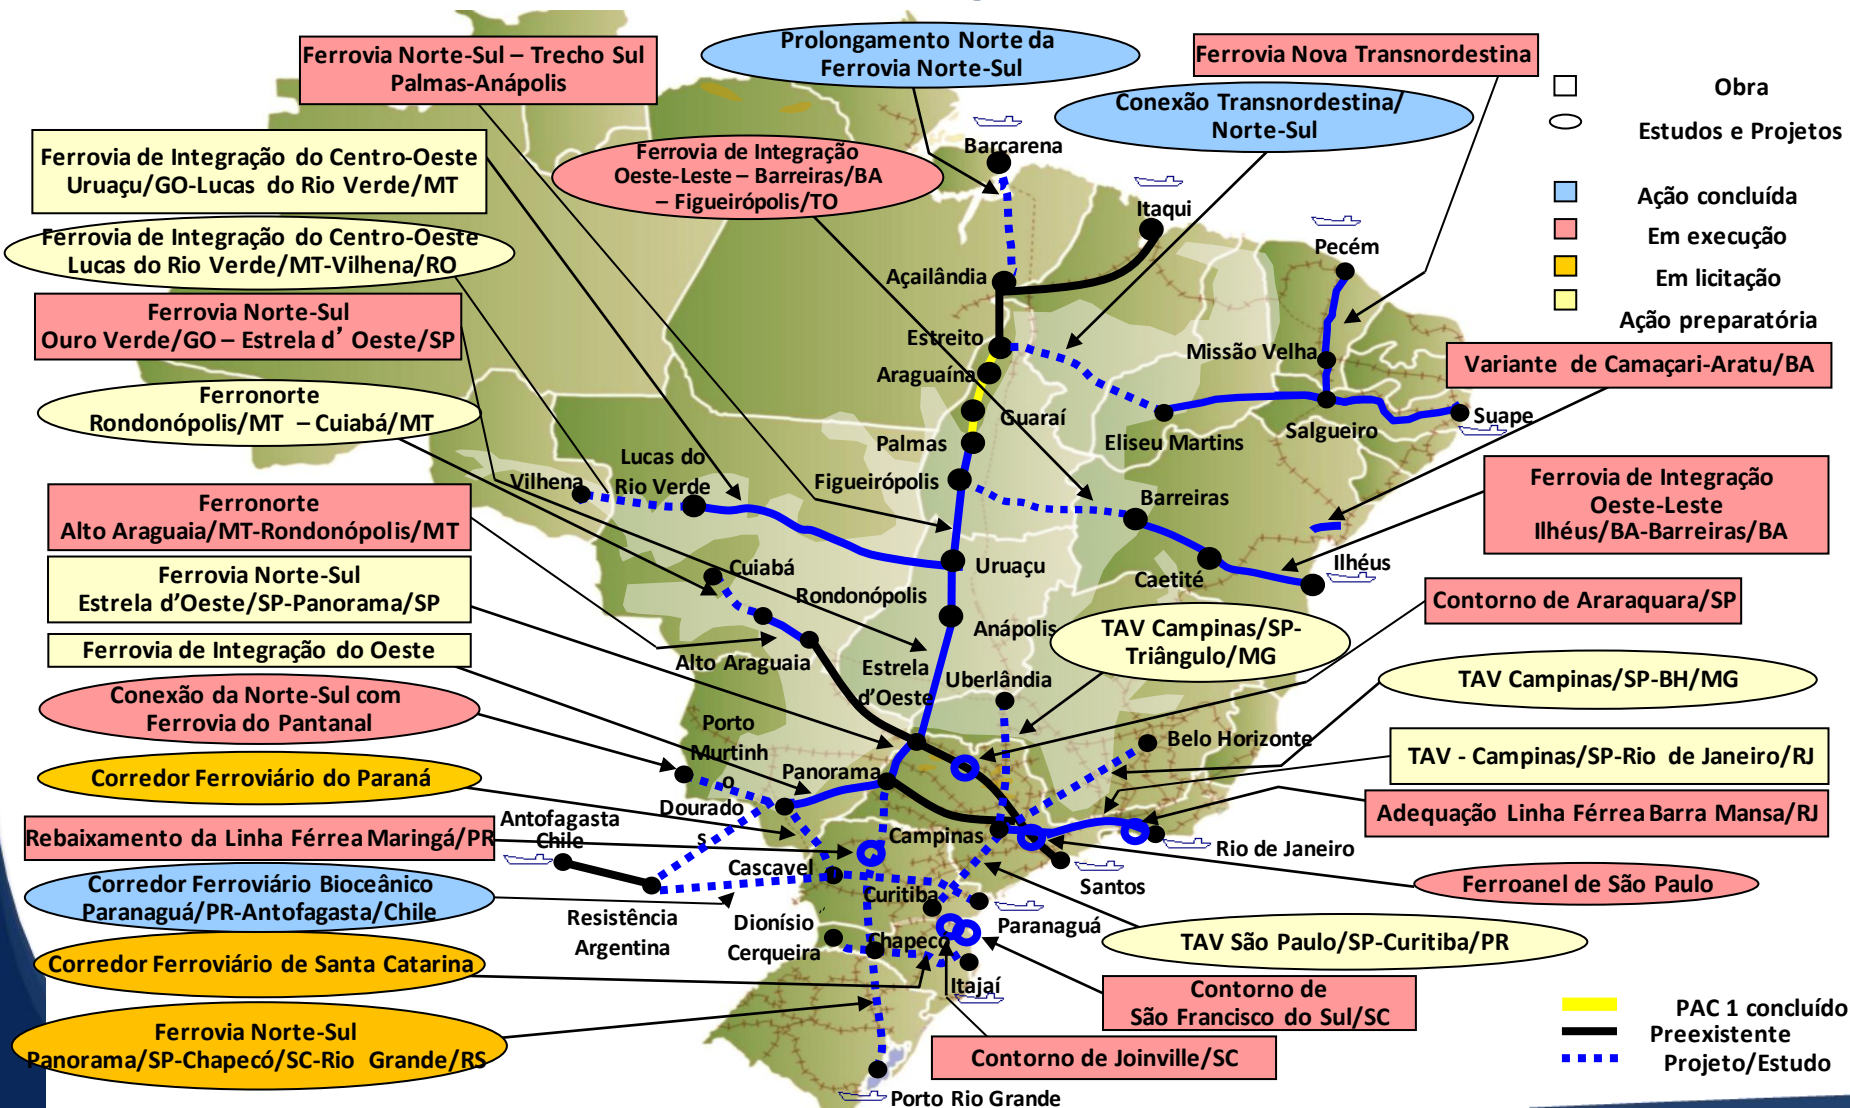 Ferrovia Norte-Sul – Trecho Sul
Palmas-Anápolis
Prolongamento Norte da
Ferrovia Norte-Sul
Ferrovia Nova Transnordestina
Conexão Transnordestina/
Norte-Sul
Obra
Estudos e Projetos
Ação concluída
Em execução
Em licitação
Ação preparatória
Ferrovia de Integração do Centro-Oeste
Uruaçu/GO-Lucas do Rio Verde/MT
Ferrovia de Integração
Oeste-Leste – Barreiras/BA
– Figueirópolis/TO
Ferrovia de Integração do Centro-Oeste
Lucas do Rio Verde/MT-Vilhena/RO
Ferrovia Norte-Sul
Ouro Verde/GO – Estrela d’ Oeste/SP
Ferronorte
Rondonópolis/MT – Cuiabá/MT
Ferronorte
Alto Araguaia/MT-Rondonópolis/MT
Ferrovia Norte-Sul
Estrela d’Oeste/SP-Panorama/SP
Ferrovia de Integração do Oeste
Conexão da Norte-Sul com
Ferrovia do Pantanal
Corredor Ferroviário do Paraná
Rebaixamento da Linha Férrea Maringá/PR
Corredor Ferroviário Bioceânico
Paranaguá/PR-Antofagasta/Chile
Corredor Ferroviário de Santa Catarina
Ferrovia Norte-Sul
Panorama/SP-Chapecó/SC-Rio Grande/RS
Variante de Camaçari-Aratu/BA
Ferrovia de Integração
Oeste-Leste
Ilhéus/BA-Barreiras/BA
Contorno de Araraquara/SP
TAV Campinas/SP-
Triângulo/MG
TAV Campinas/SP-BH/MG
TAV - Campinas/SP-Rio de Janeiro/RJ
Adequação Linha Férrea Barra Mansa/RJ
Ferroanel de São Paulo
TAV São Paulo/SP-Curitiba/PR
Contorno de
São Francisco do Sul/SC
Contorno de Joinville/SC
Barcarena
Itaqui
Pecém
Açailândia
Estreito
Araguaína
Guaraí
Palmas
Figueirópolis
Missão Velha
Eliseu Martins
Salgueiro
Suape
Vilhena
Lucas do
Rio Verde
Barreiras
Caetité
Ilhéus
Uruaçu
Cuiabá
Rondonópolis
Anápolis
Alto Araguaia
Estrela
d’Oeste
Uberlândia
Belo Horizonte
Porto
Murtinh
o
Panorama
Dourado
s
Antofagasta
Chile
Campinas
Rio de Janeiro
Santos
Cascavel
Curitiba
Paranaguá
Resistência
Argentina
Dionísio
Cerqueira
Chapecó
Itajaí
Porto Rio Grande
PAC 1 concluído
Preexistente
Projeto/Estudo